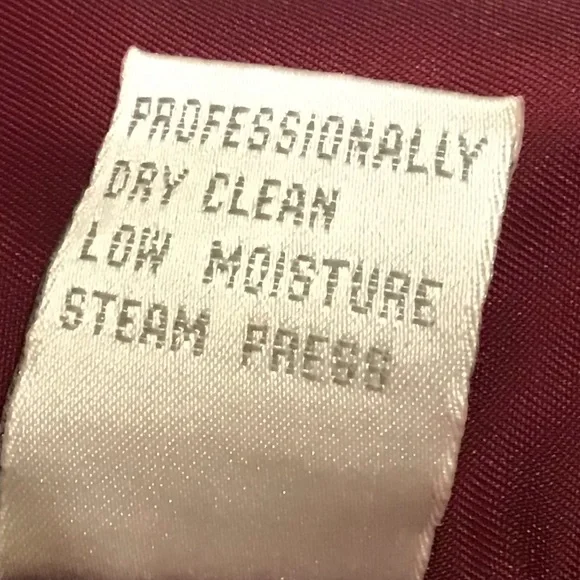 PROFESSIONALLY
DRY CLEAN
LOW MOISTURE
STEAM PRESS